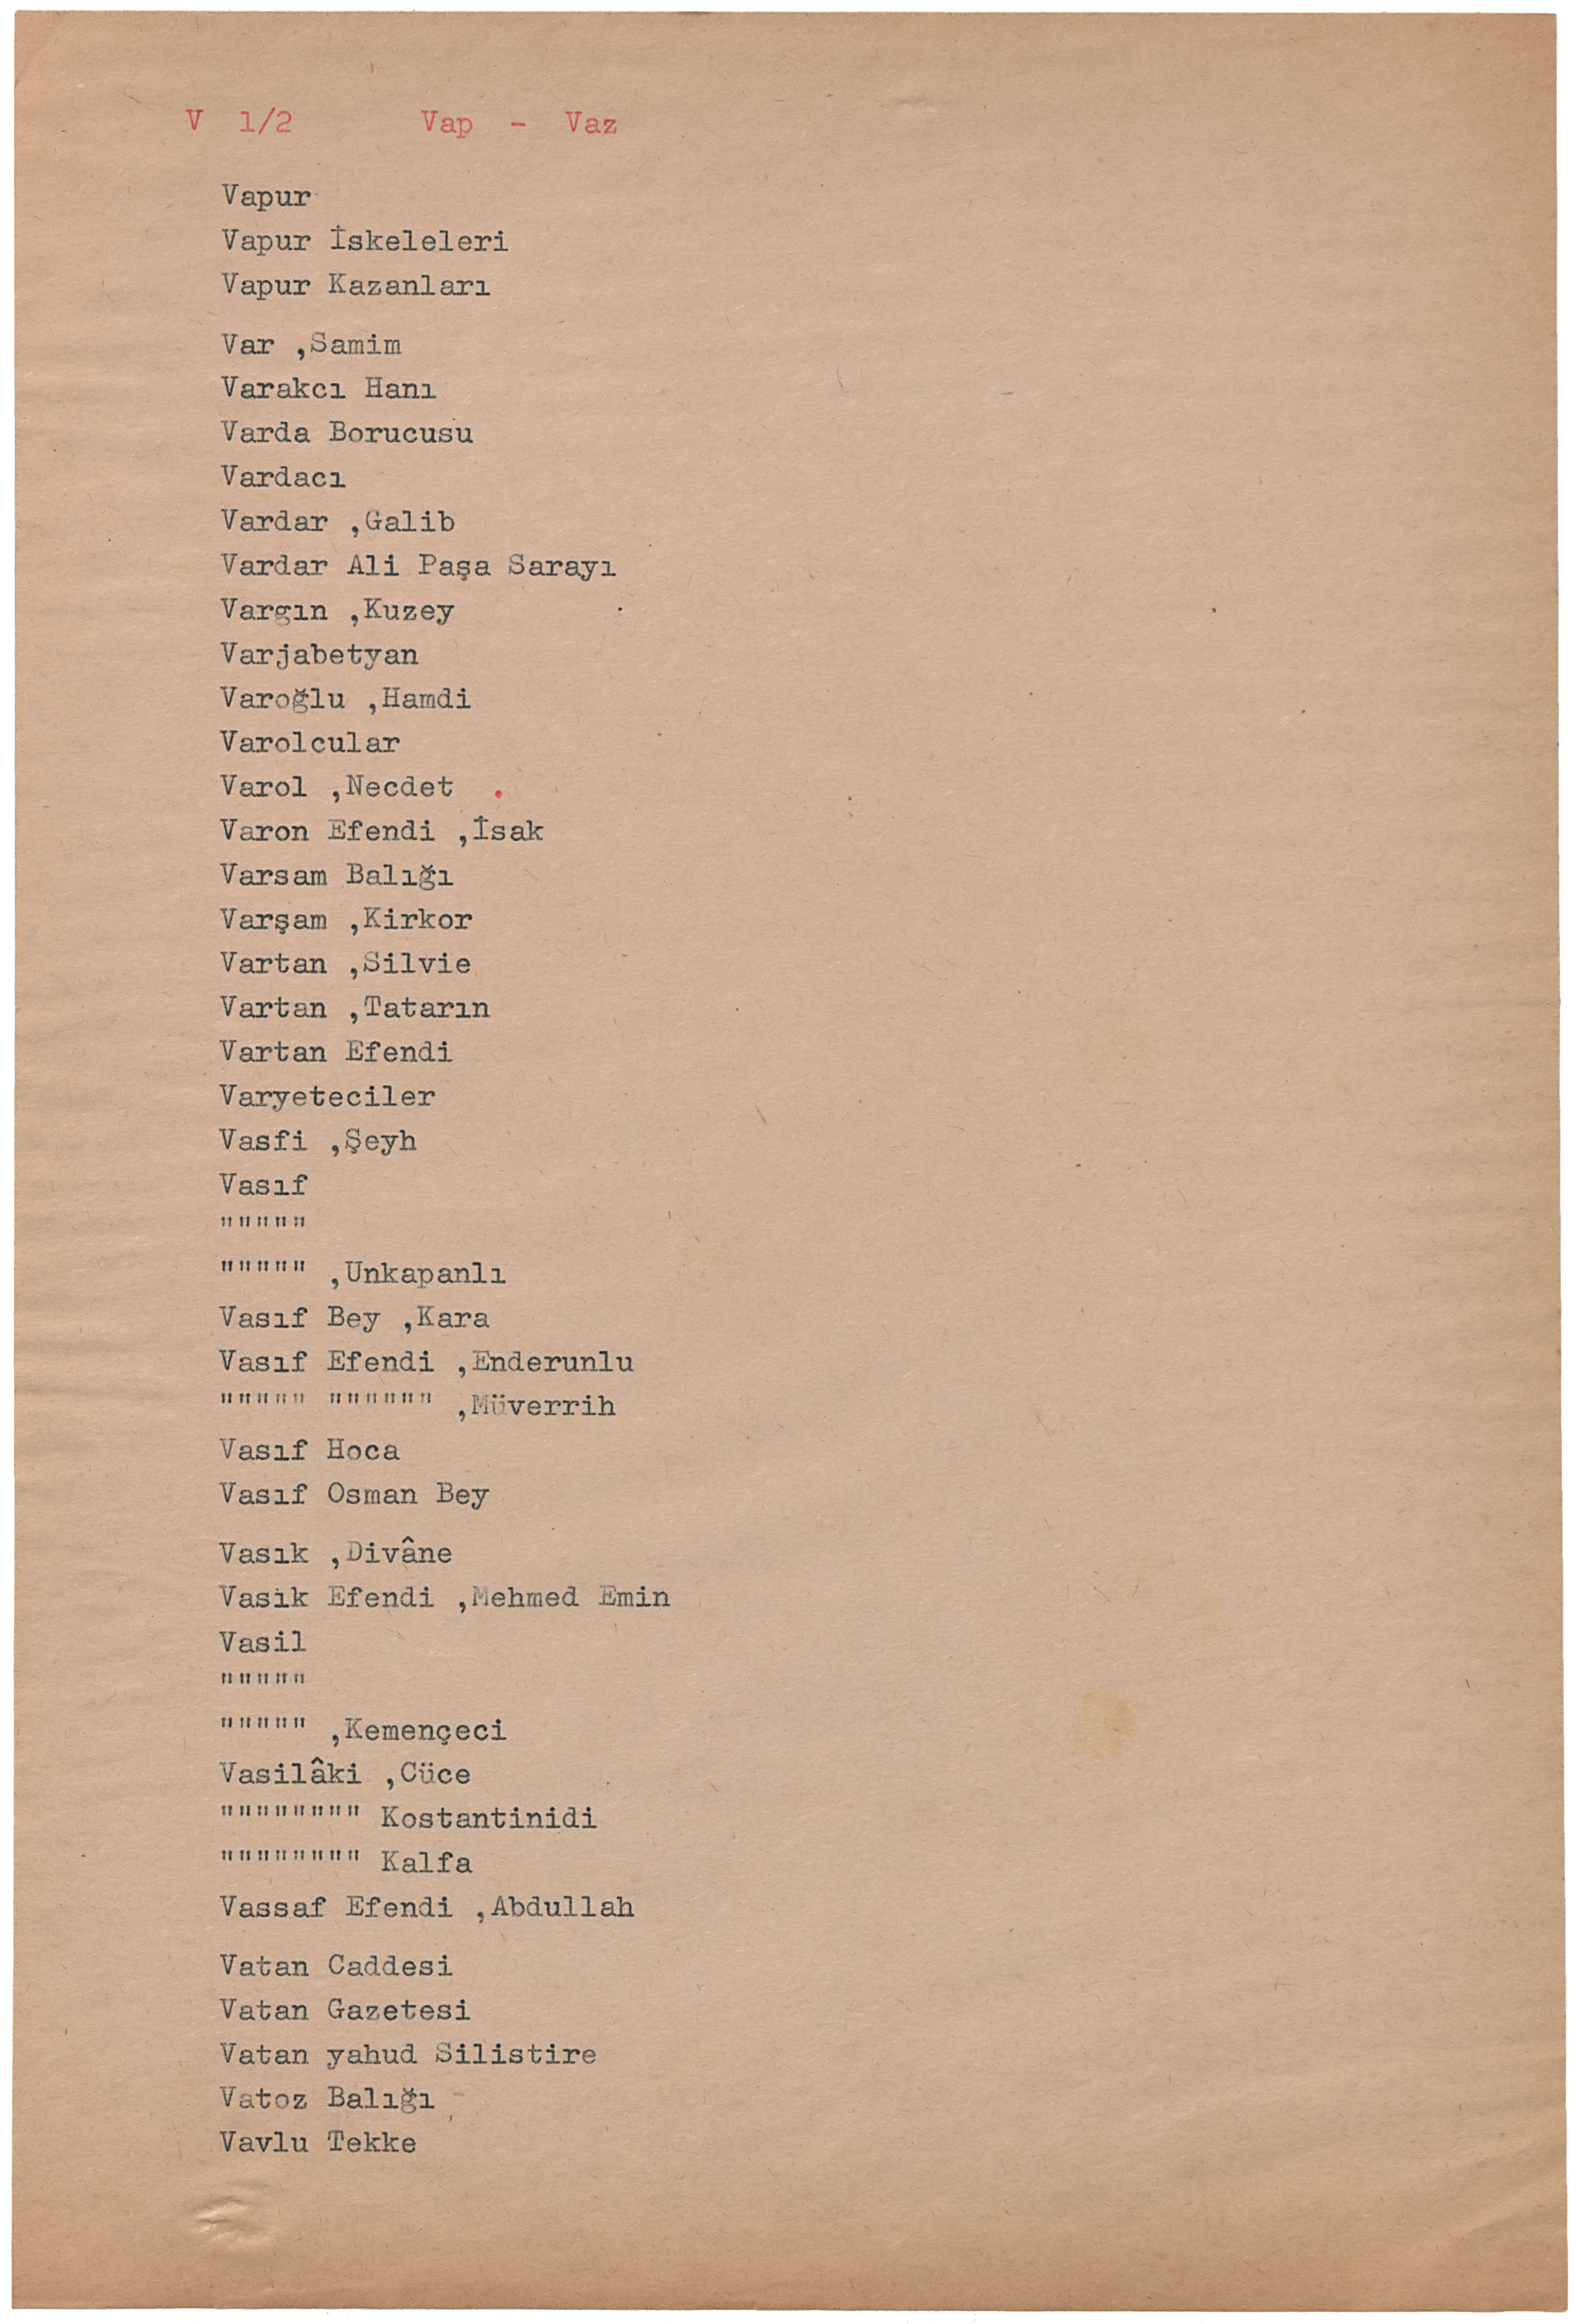 V 1/2 Vap - Vaz
Vapur
Vapur İskeleleri
Vapur Kazanları
Var ,Samim
Varakcı Hanı
Varda Borucusu
Vardacı
Vardar ,Galib
Vardar Ali Paşa Sarayı
Vargın ,Kuzey
Varjabetyan
Varoğlu ,Hamdi
Varolcular
Varol ,Necdet .
Varon Efendi ,İsak
Varsam Balığı
Varşam ,Kirkor
Vartan ,Silvie
Vartan ,Tatarın
Vartan Efendi
Varyeteciler
Vasfi ,Şeyh
Vasıf
"""""
""""" ,Unkapanlı
Vasıf Bey ,Kara
Vasıf Efendi ,Enderunlu
""""" """""" ,Müverrih
Vasıf Hoca
Vasıf Osman Bey
Vasık ,Divâne
Vasık Efendi ,Mehmed Emin
Vasil
"""""
""""" ,Kemençeci
Vasilâki ,Cüce
"""""""" Kostantinidi
"""""""" Kalfa
Vassaf Efendi ,Abdullah
Vatan Caddesi
Vatan Gazetesi
Vatan yahud Silistire
Vatoz Balığı
Vavlu Tekke